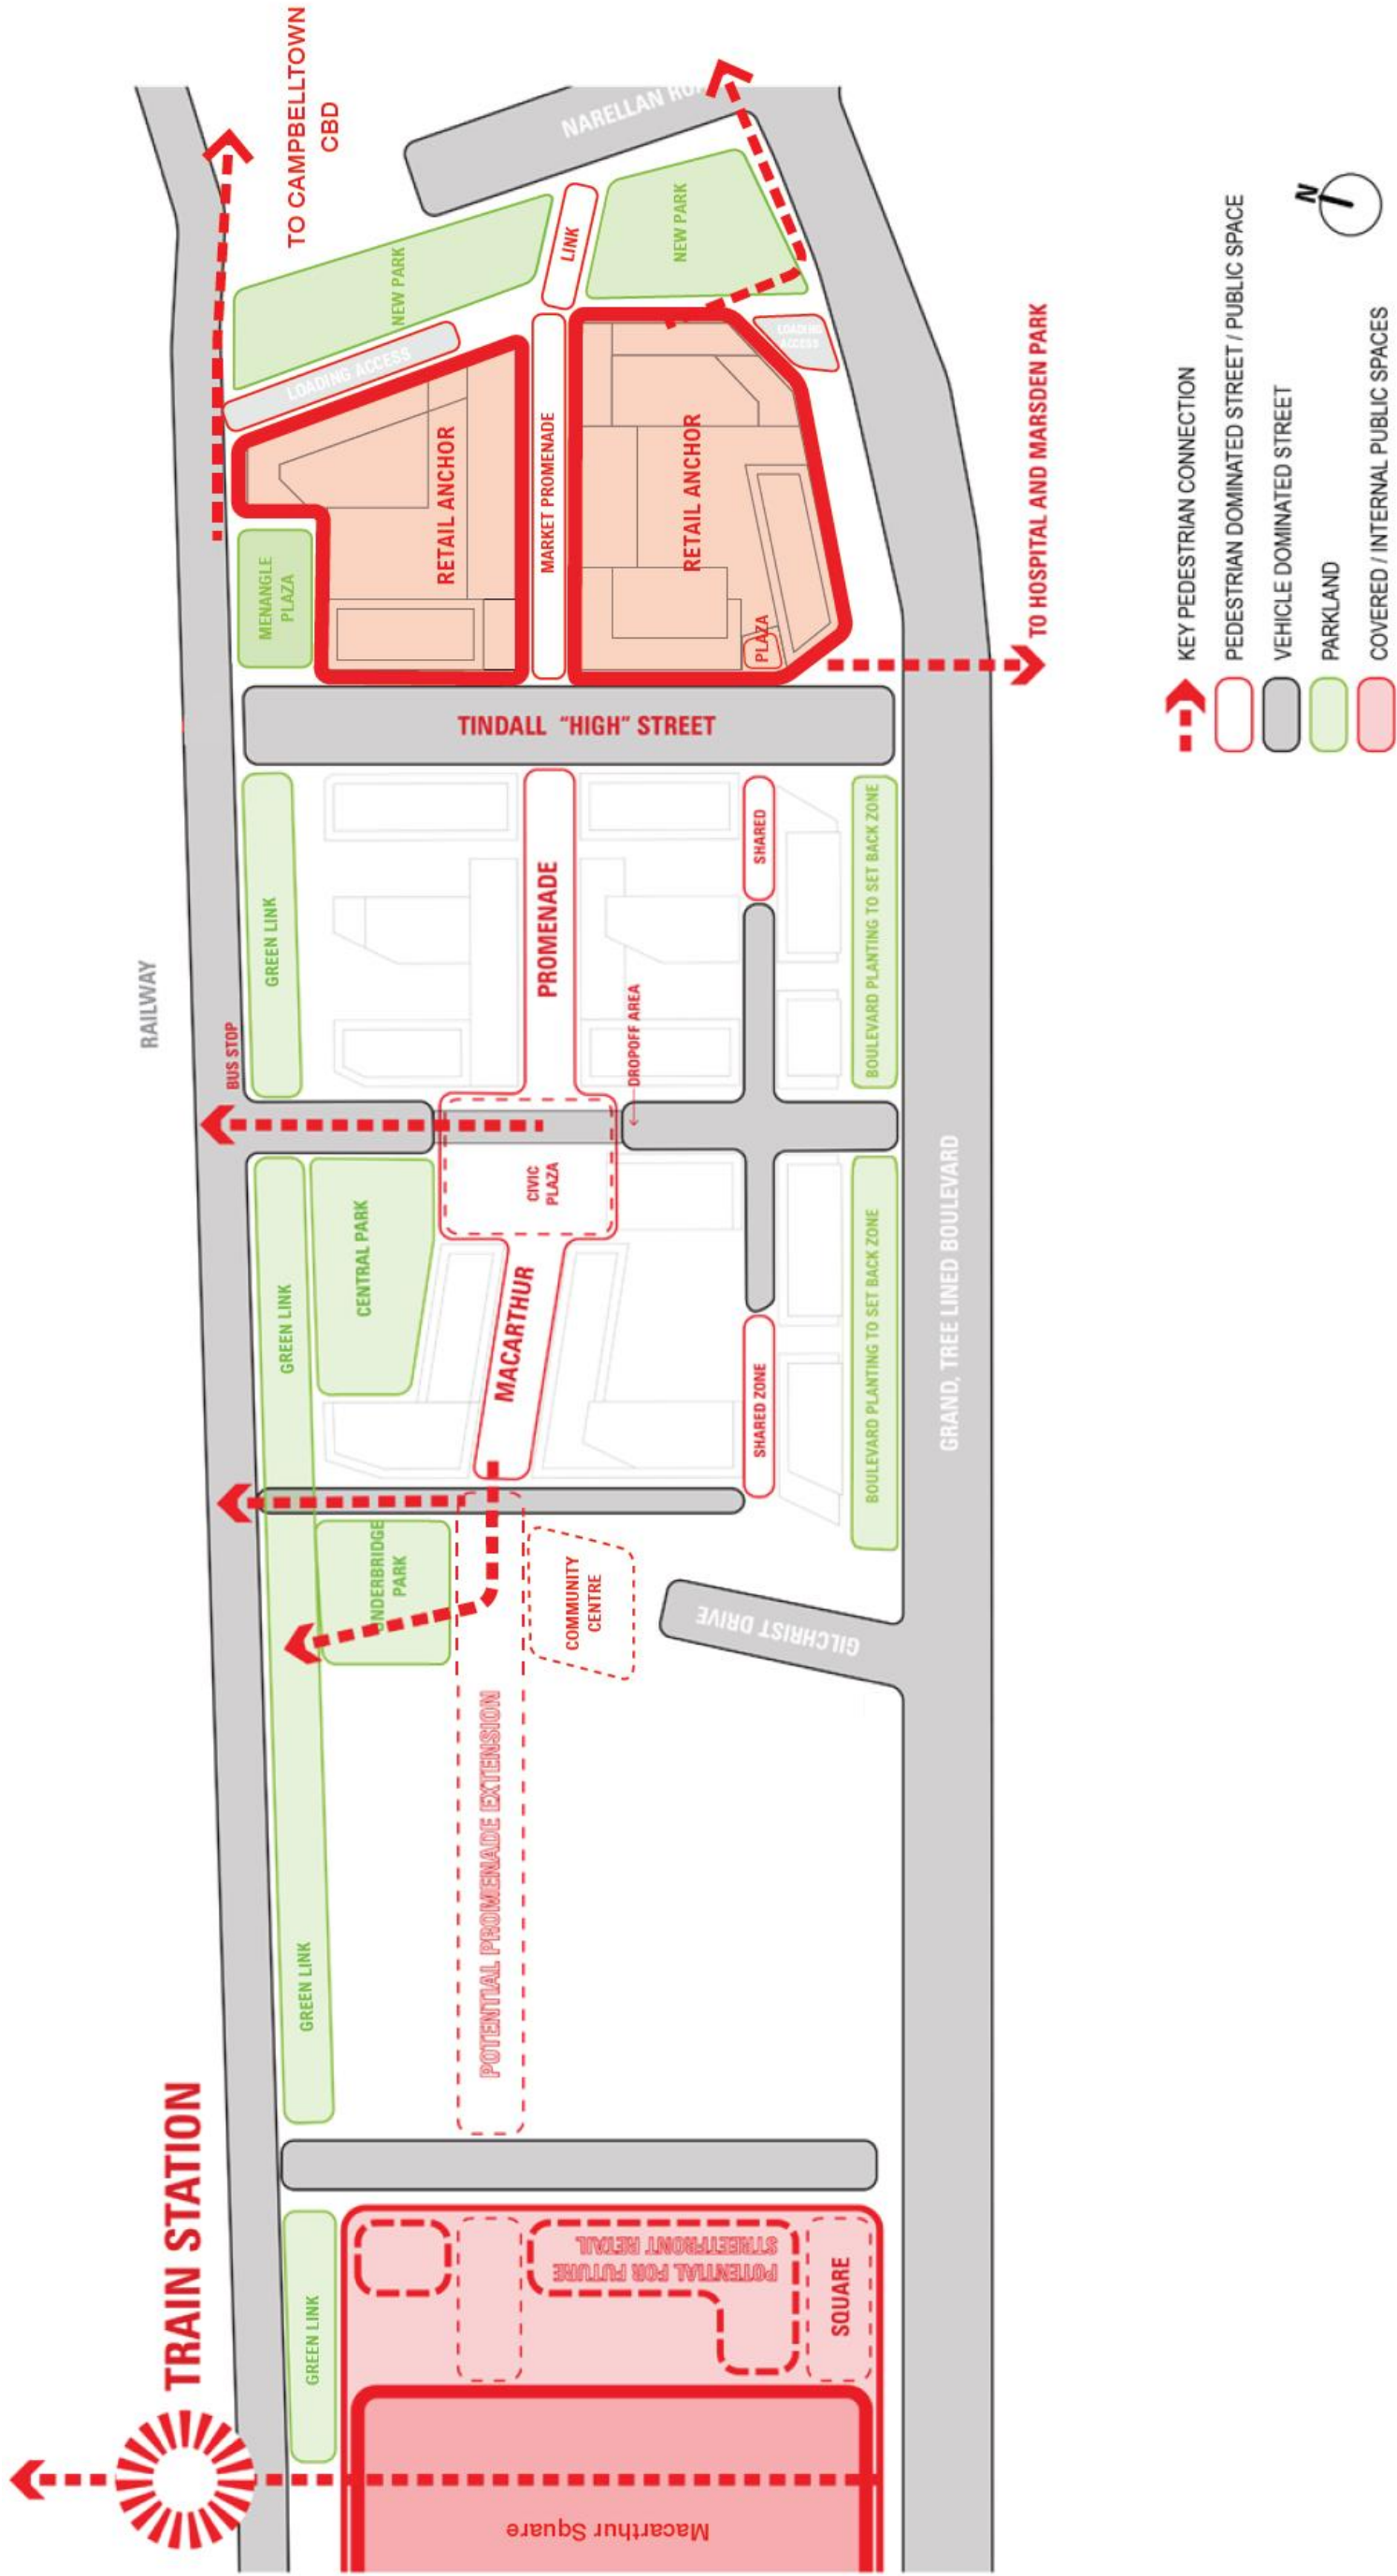 TO CAMPBELLTOWN
CBD
NARELLAN
NEW PARK
LINK
NEW PARK
LOADING ACCESS
LOADING
ACCESS
RETAIL ANCHOR
MARKET PROMENADE
RETAIL ANCHOR
MENANGLE
PLAZA
PLAZA
TO HOSPITAL AND MARSDEN PARK
TINDALL "HIGH" STREET
RAILWAY
BUS STOP
GREEN LINK
PROMENADE
DROPOFF AREA
SHARED
BOULEVARD PLANTING TO SET BACK ZONE
CIVIC
PLAZA
GREEN LINK
CENTRAL PARK
MACARTHUR
SHARED ZONE
BOULEVARD PLANTING TO SET BACK ZONE
GRAND, TREE LINED BOULEVARD
UNDERBRIDGE
PARK
COMMUNITY
CENTRE
GILCHRIST DRIVE
POTENTIAL PROMENADE EXTENSION
GREEN LINK
TRAIN STATION
GREEN LINK
POTENTIAL FOR FUTURE
STREETFRONT RETAIL
SQUARE
Macarthur Square
KEY PEDESTRIAN CONNECTION
PEDESTRIAN DOMINATED STREET / PUBLIC SPACE
VEHICLE DOMINATED STREET
PARKLAND
COVERED / INTERNAL PUBLIC SPACES
N